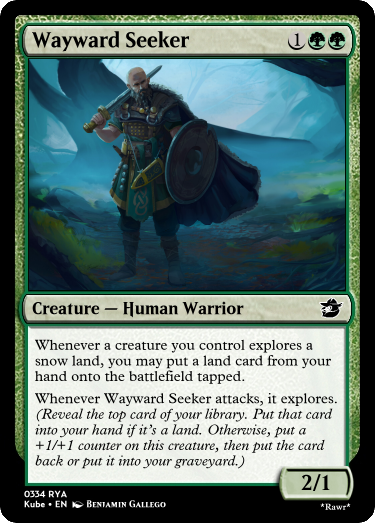 Wayward Seeker 1
Creature — Human Warrior
Whenever a creature you control explores a
snow land, you may put a land card from your
hand onto the battlefield tapped.
Whenever Wayward Seeker attacks, it explores.
(Reveal the top card of your library. Put that card
into your hand if it's a land. Otherwise, put a
+1/+1 counter on this creature, then put the card
back or put it into your graveyard.)
2/1
0334 RYA
Kube • EN Benjamin Gallego
*Rawr*